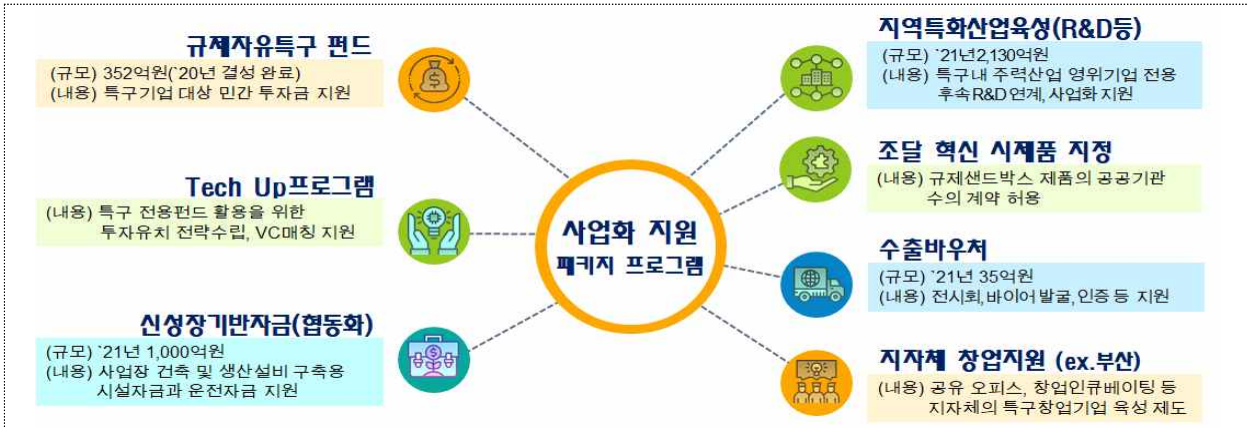 규제자유특구 펀드
(규모) 352억원(`20년 결성 완료)
(내용) 특구기업 대상 민간 투자금 지원
Tech Up프로그램
(내용) 특구 전용펀드 활용을 위한
투자유치 전략수립, VC매칭 지원
신성장기반자금(협동화)
(규모) `21년 1,000억원
(내용) 사업장 건축 및 생산설비 구축용
시설자금과 운전자금 지원
사업화 지원
패키지 프로그램
지역특화산업육성(R&D등)
(규모) `21년2,130억원
(내용) 특구내 주력산업 영위기업 전용
후속R&D연계, 사업화 지원
조달 혁신 시제품 지정
(내용) 규제샌드박스 제품의 공공기관
수의 계약 허용
수출바우처
(규모) `21년 35억원
(내용) 전시회,바이어 발굴,인증 등 지원
지자체 창업지원 (ex.부산)
(내용) 공유 오피스, 창업인큐베이팅 등
지자체의 특구창업기업 육성 제도